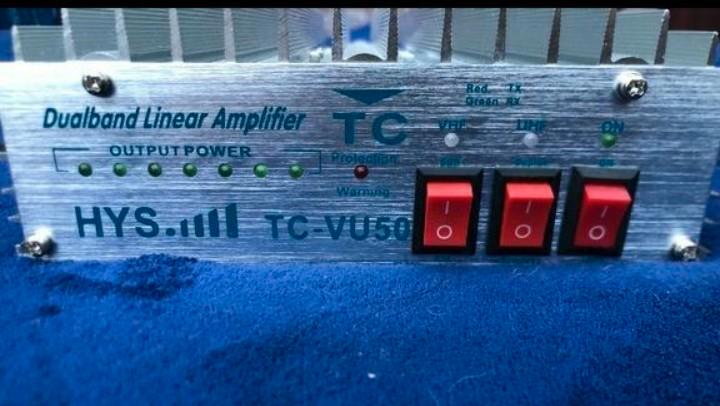 Dualband Linear Amplifier
OUTPUT POWER
TC
Protection
Warning
Red TX
Green RX
VHF
UHF
ON
HYS
TC-VU50